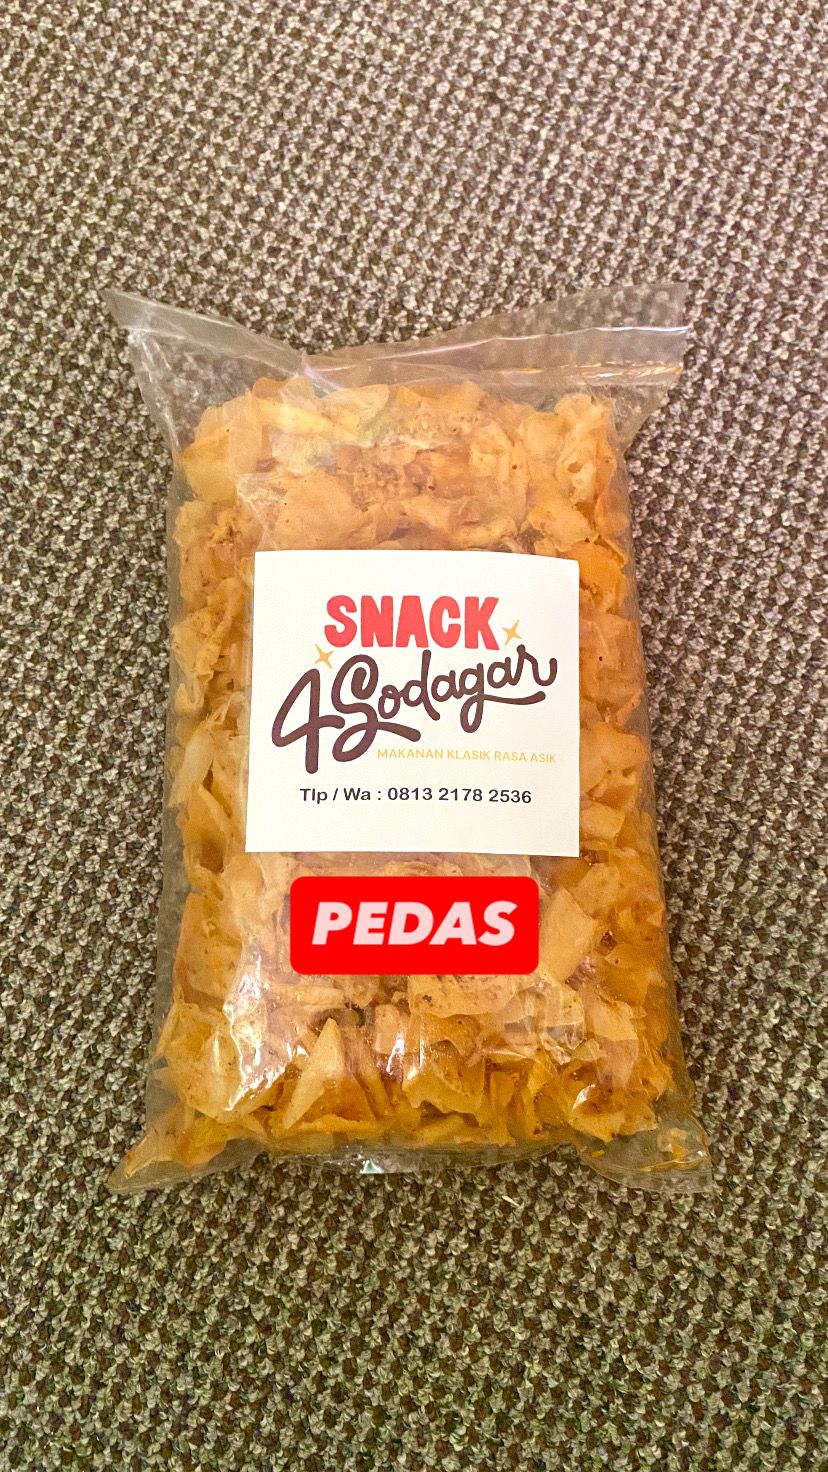 SNACK
4Sodagar
MAKANAN KLASIK RASA ASIK
Tlp / Wa : 0813 2178 2536
PEDAS